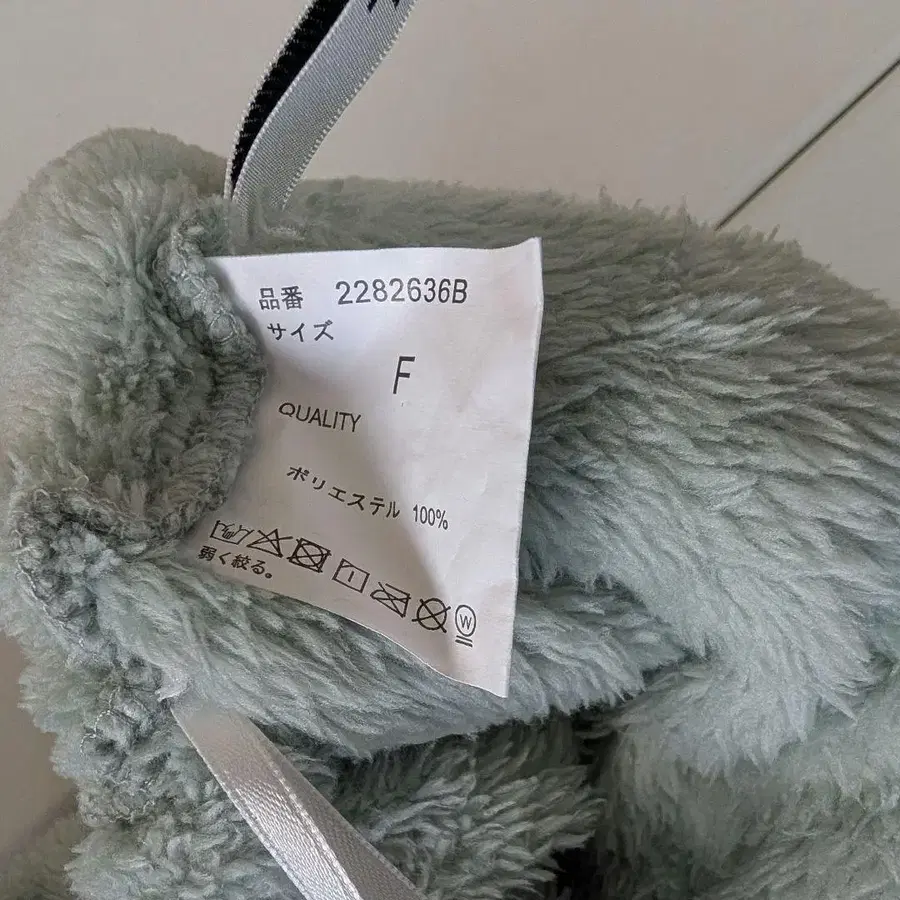 品番 2282636B
サイズ
F
QUALITY
ポリエステル 100%
弱く絞る。
W